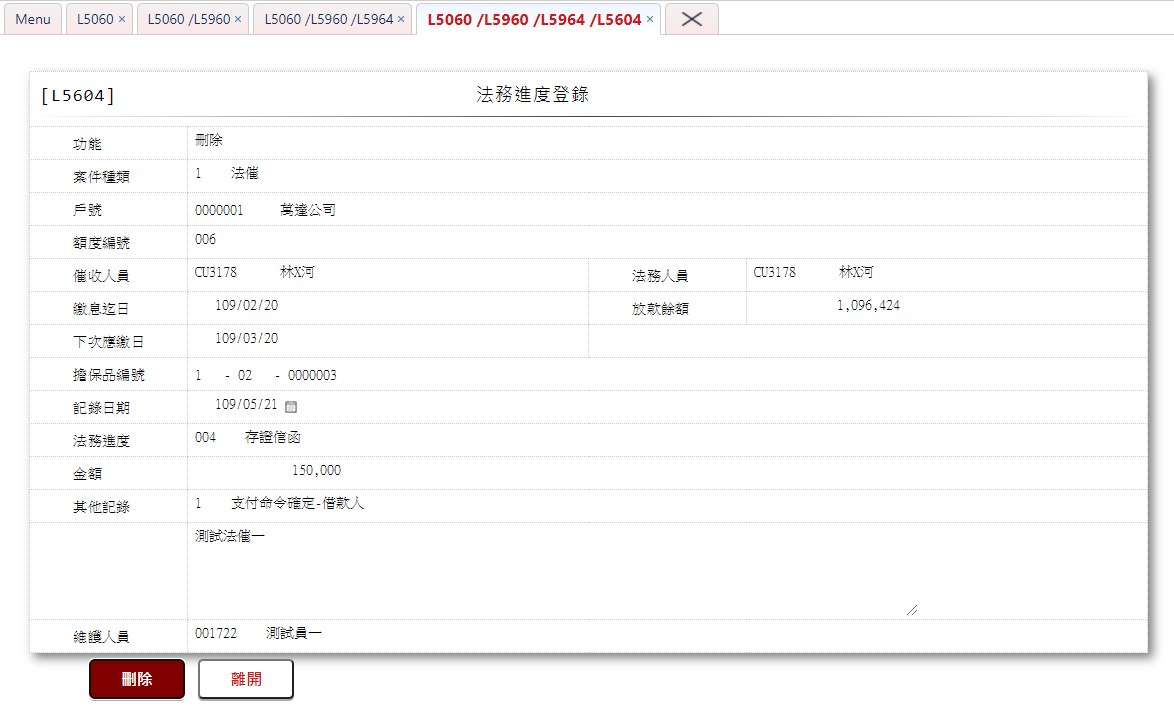 Menu L5060 × L5060 /L5960 × L5060 /L5960 /L5964 × L5060 /L5960 /L5964 /L5604 ×
[L5604] 法務進度登錄
功能 刪除
案件種類 1 法催
戶號 0000001 萬達公司
額度編號 006
催收人員 CU3178 林X河 法務人員 CU3178 林X河
繳息迄日 109/02/20 放款餘額 1,096,424
下次應繳日 109/03/20
擔保品編號 1 - 02 - 0000003
記錄日期 109/05/21
法務進度 004 存證信函
金額 150,000
其他記錄 1 支付命令確定-借款人
測試法催一
維護人員 001722 測試員一
刪除 離開